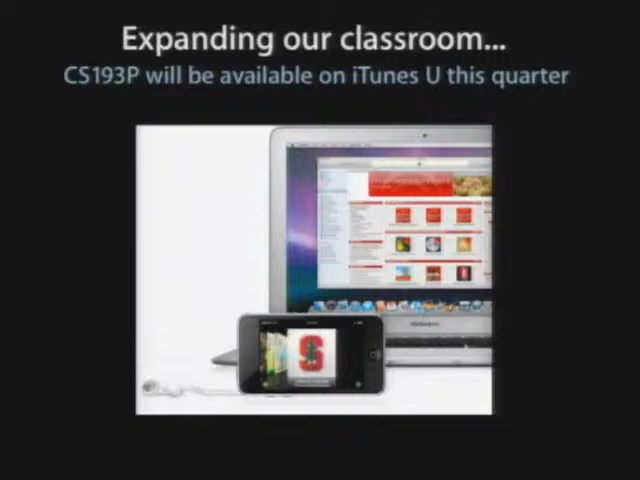 Expanding our classroom...
CS193P will be available on iTunes U this quarter
S